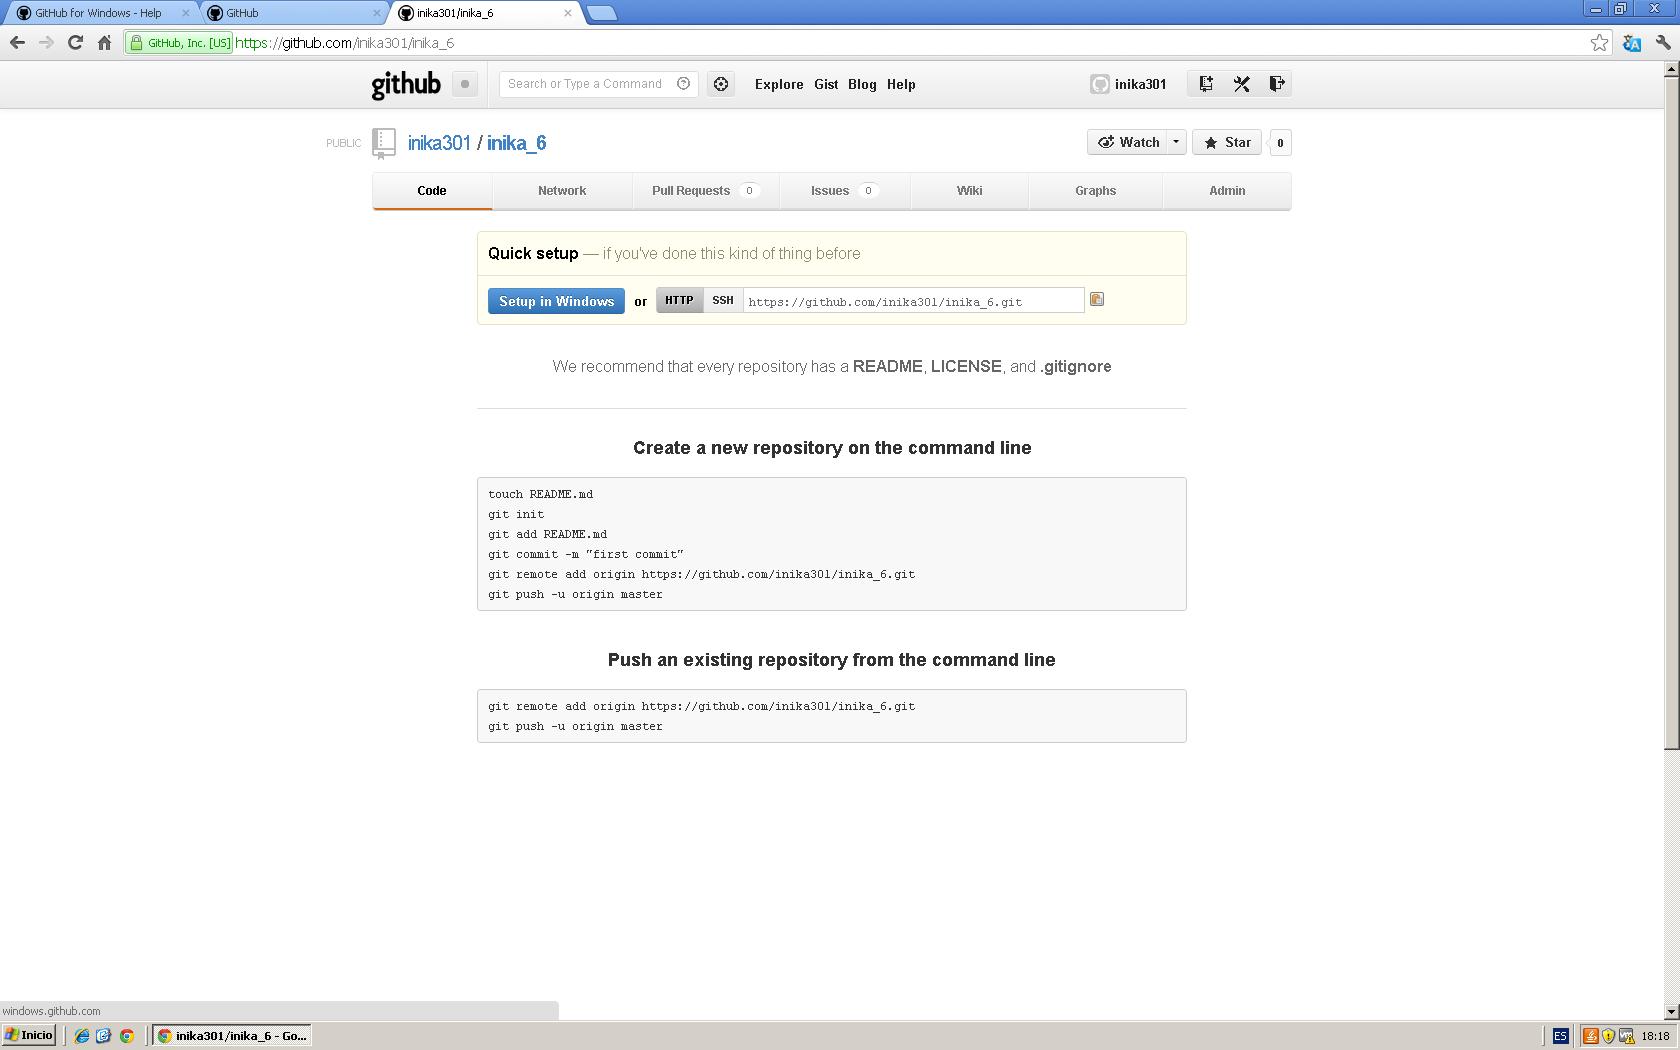 GitHub for Windows - Help
GitHub
inika301/inika_6
GitHub, Inc. [US]
https://github.com/inika301/inika_6
github
Search or Type a Command
Explore Gist Blog Help
inika301
PUBLIC
inika301 / inika_6
Watch
Star
0
Code
Network
Pull Requests 0
Issues 0
Wiki
Graphs
Admin
Quick setup — if you've done this kind of thing before
Setup in Windows or HTTP SSH https://github.com/inika301/inika_6.git
We recommend that every repository has a README, LICENSE, and .gitignore
Create a new repository on the command line
touch README.md
git init
git add README.md
git commit -m "first commit"
git remote add origin https://github.com/inika301/inika_6.git
git push -u origin master
Push an existing repository from the command line
git remote add origin https://github.com/inika301/inika_6.git
git push -u origin master
windows.github.com
Inicio
inika301/inika_6 - Go...
ES
18:18